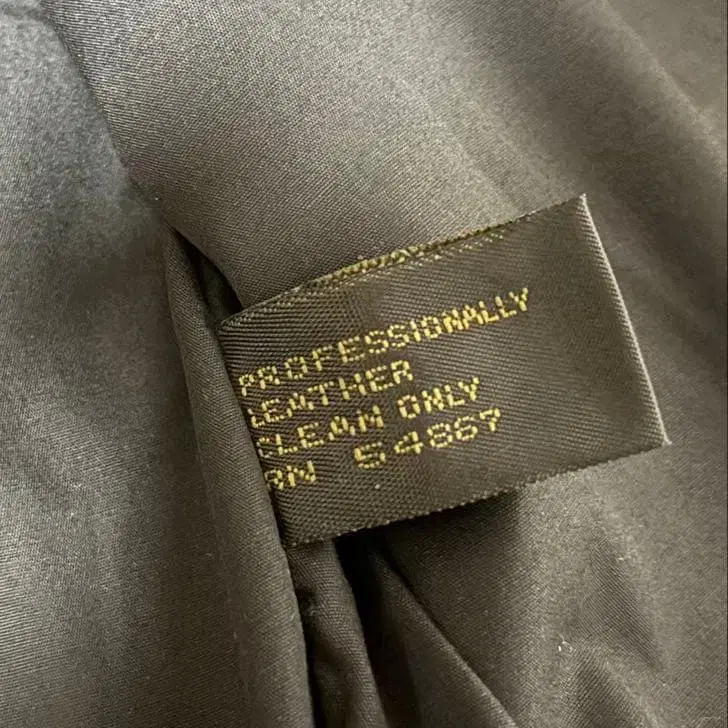 PROFESSIONALLY
LEATHER
CLEAN ONLY
RN 54867